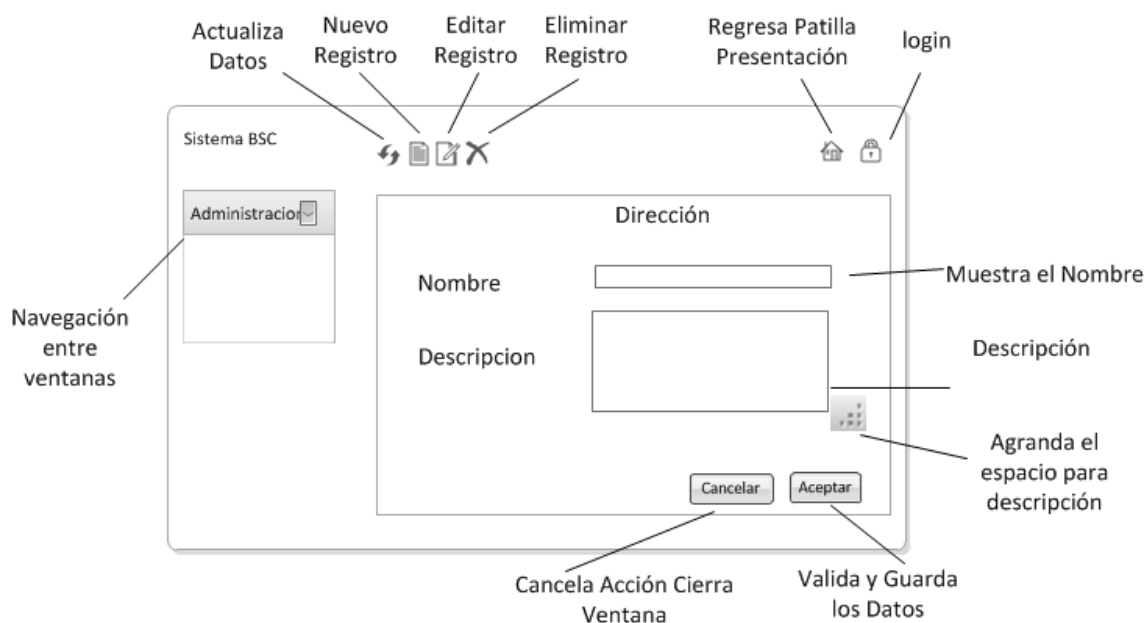 Actualiza
Datos
Nuevo
Registro
Editar
Registro
Eliminar
Registro
Regresa Patilla
Presentación
login
Sistema BSC
Administracion
Dirección
Nombre
Muestra el Nombre
Navegación
entre
ventanas
Descripcion
Descripción
Agranda el
espacio para
descripción
Cancelar
Aceptar
Cancela Acción Cierra
Ventana
Valida y Guarda
los Datos